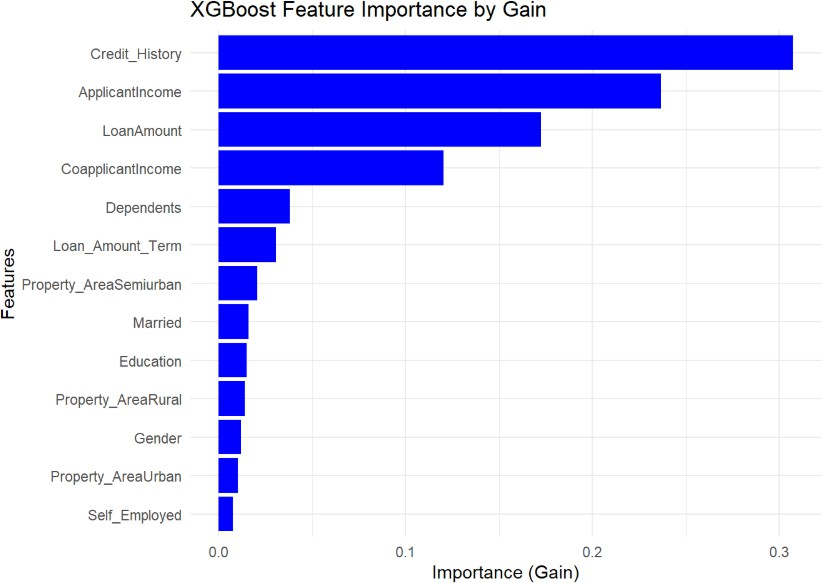 XGBoost Feature Importance by Gain
Features
Credit_History
ApplicantIncome
LoanAmount
CoapplicantIncome
Dependents
Loan_Amount_Term
Property_AreaSemiurban
Married
Education
Property_AreaRural
Gender
Property_AreaUrban
Self_Employed
0.0 0.1 0.2 0.3
Importance (Gain)